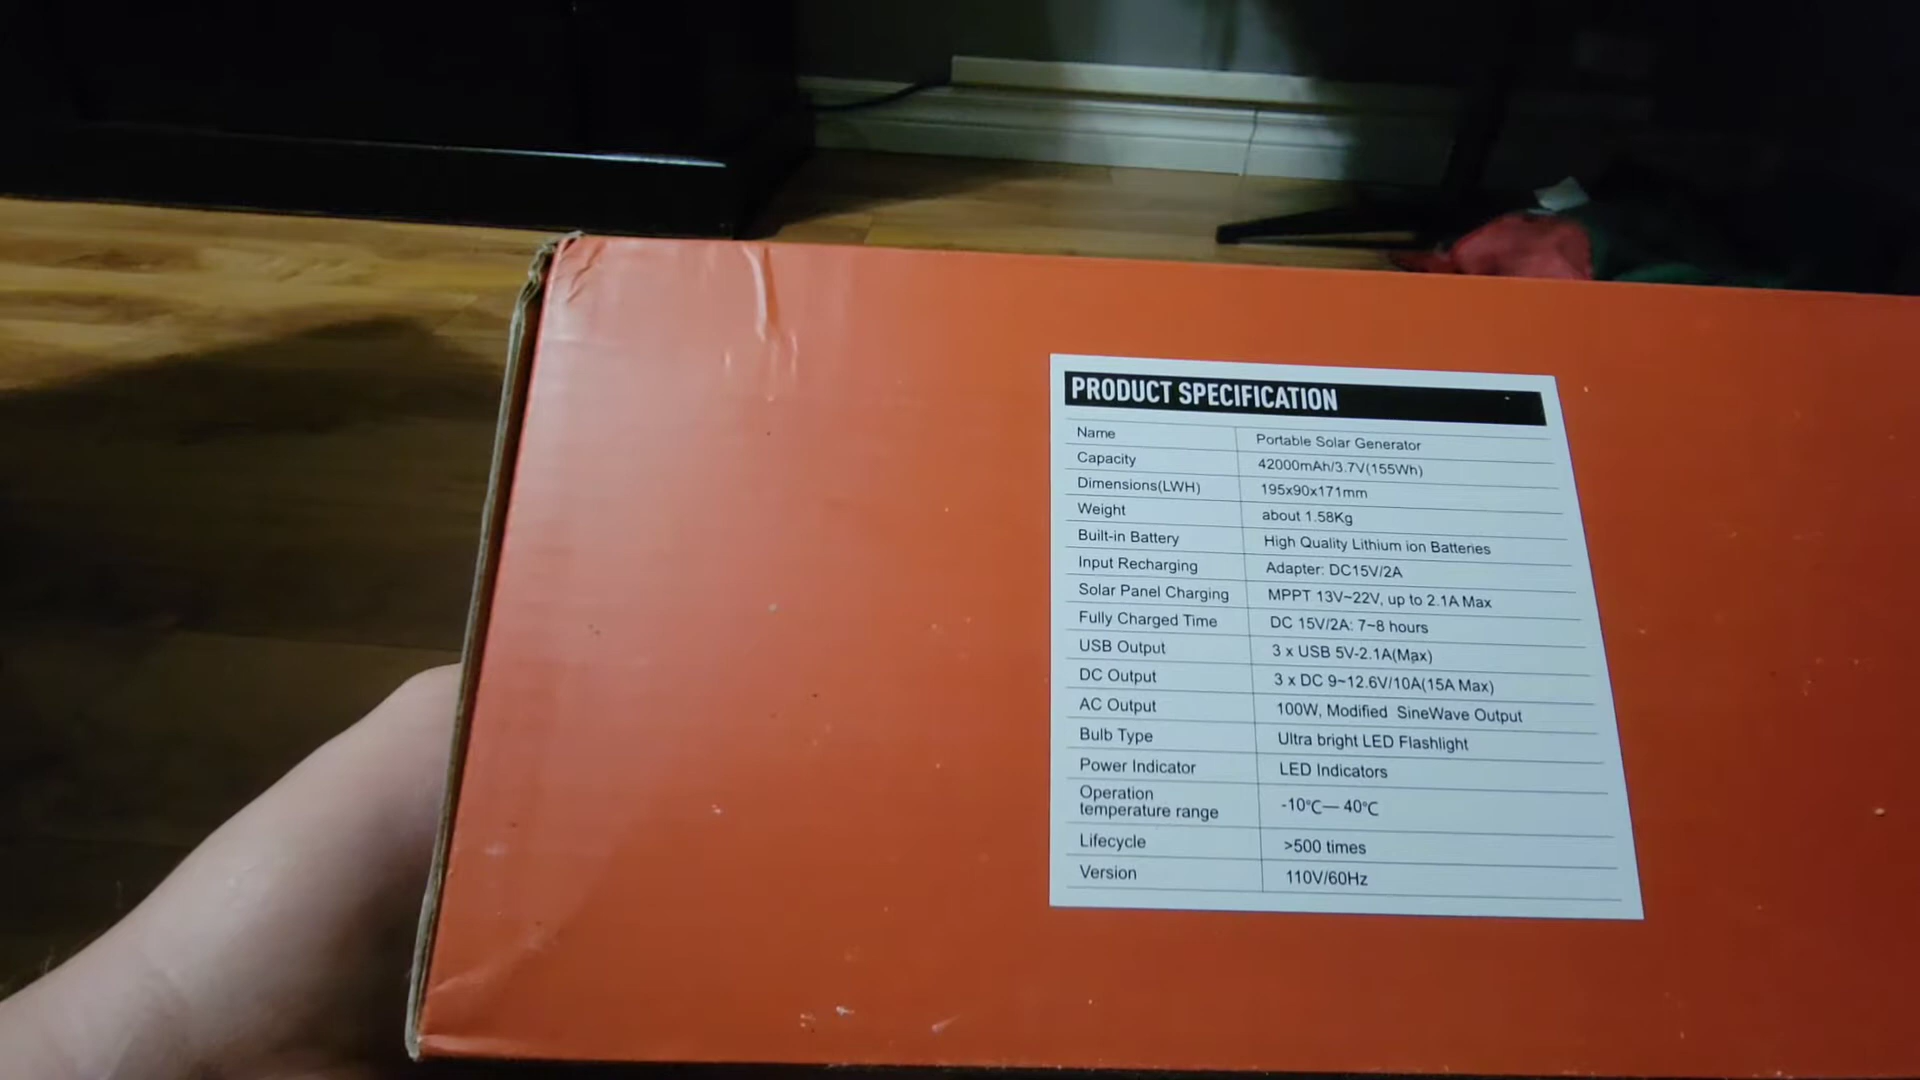 PRODUCT SPECIFICATION
Name Portable Solar Generator
Capacity 42000mAh/3.7V(155Wh)
Dimensions(LWH) 195x90x171mm
Weight about 1.58Kg
Built-in Battery High Quality Lithium ion Batteries
Input Recharging Adapter: DC15V/2A
Solar Panel Charging MPPT 13V~22V, up to 2.1A Max
Fully Charged Time DC 15V/2A: 7~8 hours
USB Output 3 x USB 5V-2.1A(Max)
DC Output 3 x DC 9~12.6V/10A(15A Max)
AC Output 100W, Modified SineWave Output
Bulb Type Ultra bright LED Flashlight
Power Indicator LED Indicators
Operation
temperature range -10℃— 40℃
Lifecycle >500 times
Version 110V/60Hz